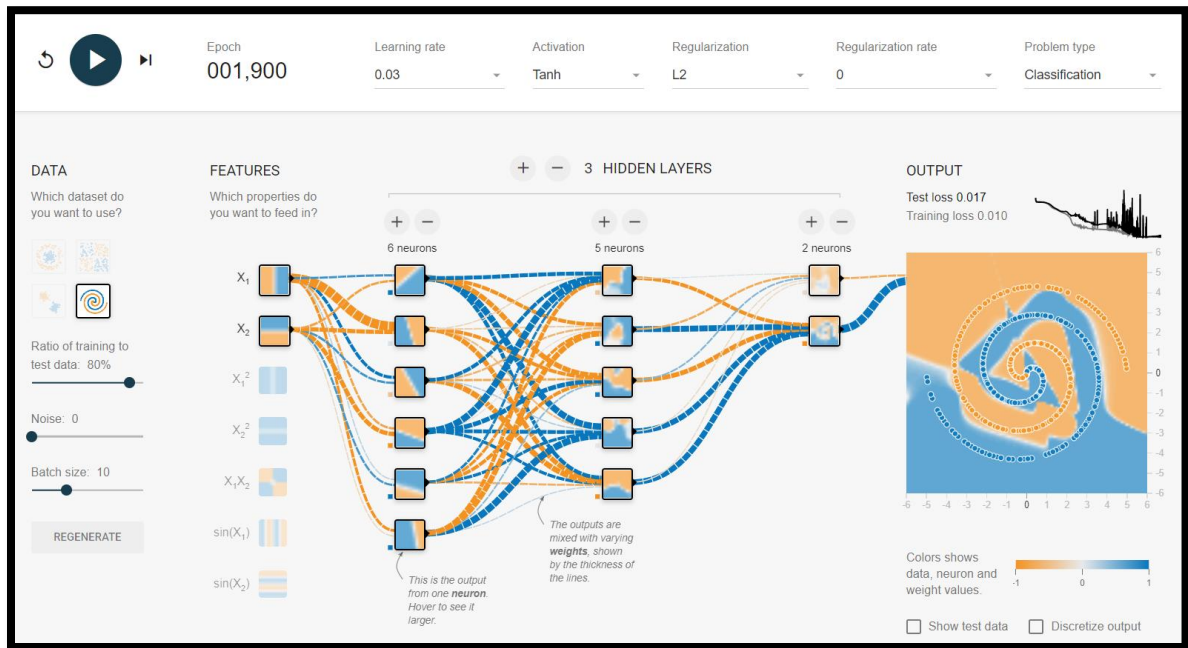 Epoch
001,900
Learning rate
0.03
Activation
Tanh
Regularization
L2
Regularization rate
0
Problem type
Classification
DATA
Which dataset do
you want to use?
Ratio of training to
test data: 80%
Noise: 0
Batch size: 10
REGENERATE
FEATURES
Which properties do
you want to feed in?
X₁
X₂
X₁²
X₂²
X₁X₂
sin(X₁)
sin(X₂)
+ − 3 HIDDEN LAYERS
+ −
6 neurons
+ −
5 neurons
+ −
2 neurons
This is the output
from one neuron.
Hover to see it
larger.
The outputs are
mixed with varying
weights, shown
by the thickness of
the lines.
OUTPUT
Test loss 0.017
Training loss 0.010
6
5
4
3
2
1
0
-1
-2
-3
-4
-5
-6
-6 -5 -4 -3 -2 -1 0 1 2 3 4 5 6
Colors shows
data, neuron and
weight values.
-1 0 1
Show test data
Discretize output